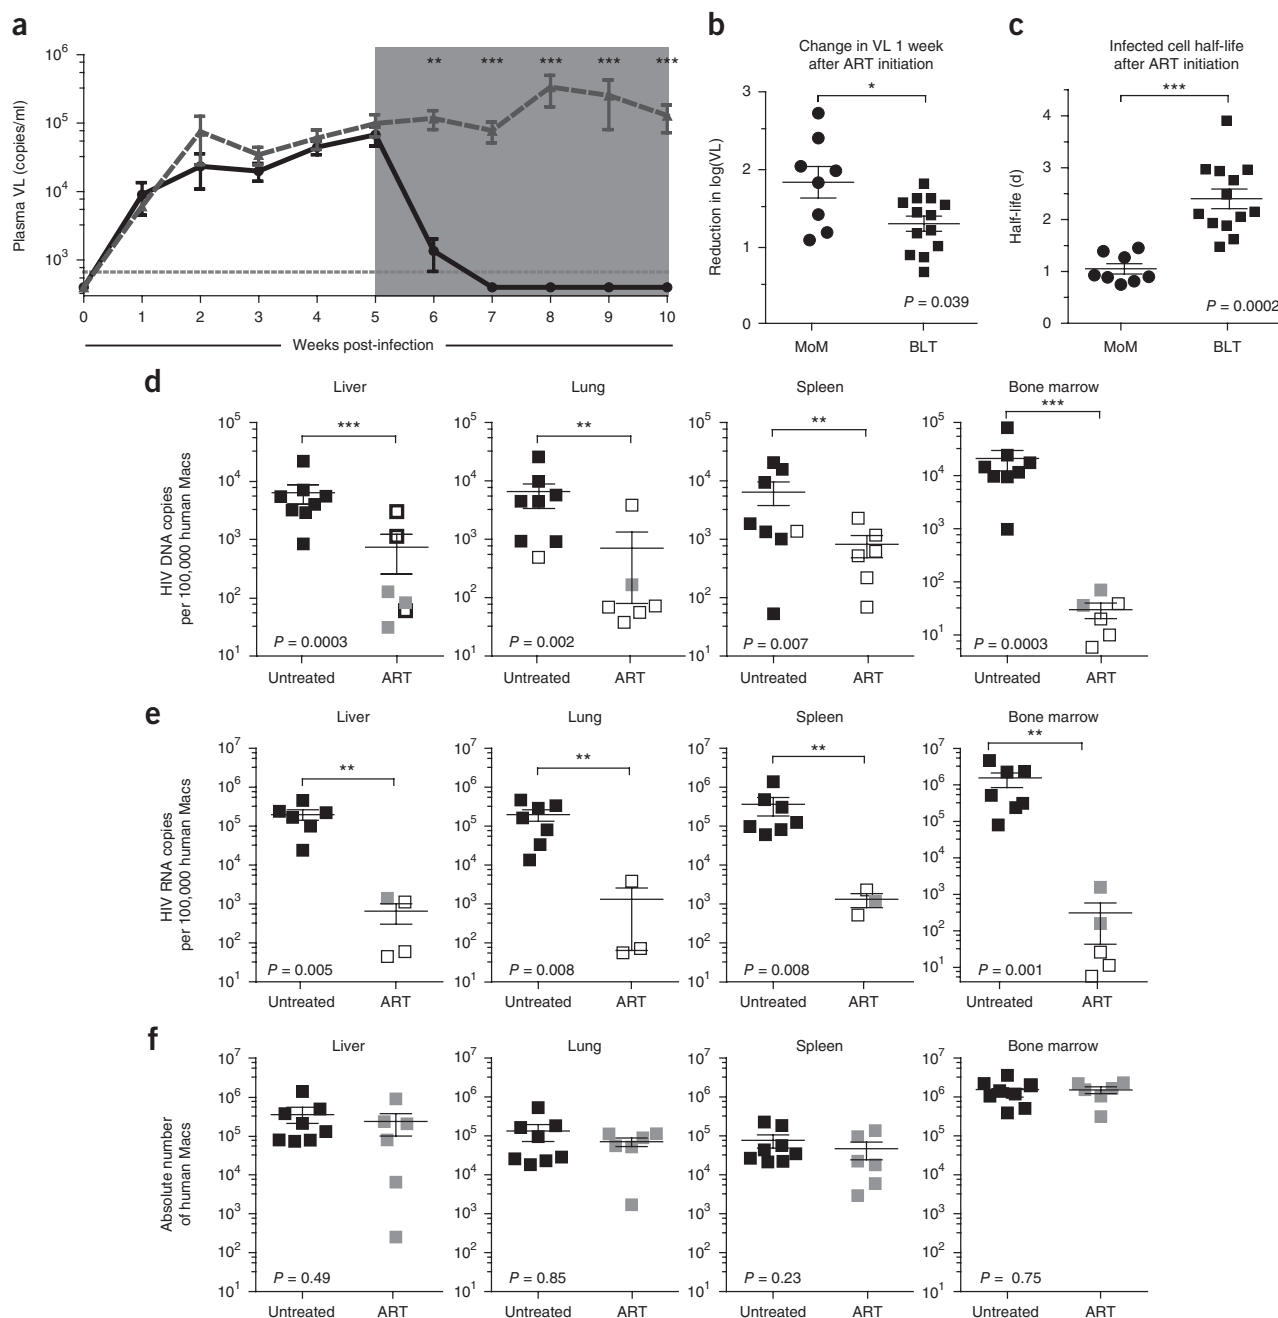 a
10⁶
10⁵
10⁴
10³
Plasma VL (copies/ml)
** *** *** *** ***
0 1 2 3 4 5 6 7 8 9 10
Weeks post-infection
b
Change in VL 1 week
after ART initiation
3
2
1
0
Reduction in log(VL)
*
P = 0.039
MoM BLT
c
Infected cell half-life
after ART initiation
4
3
2
1
0
Half-life (d)
***
P = 0.0002
MoM BLT
d
HIV DNA copies
per 100,000 human Macs
Liver
10⁵
10⁴
10³
10²
10¹
***
P = 0.0003
Untreated ART
Lung
10⁵
10⁴
10³
10²
10¹
**
P = 0.002
Untreated ART
Spleen
10⁵
10⁴
10³
10²
10¹
**
P = 0.007
Untreated ART
Bone marrow
10⁵
10⁴
10³
10²
10¹
***
P = 0.0003
Untreated ART
e
HIV RNA copies
per 100,000 human Macs
Liver
10⁷
10⁶
10⁵
10⁴
10³
10²
10¹
**
P = 0.005
Untreated ART
Lung
10⁷
10⁶
10⁵
10⁴
10³
10²
10¹
**
P = 0.008
Untreated ART
Spleen
10⁷
10⁶
10⁵
10⁴
10³
10²
10¹
**
P = 0.008
Untreated ART
Bone marrow
10⁷
10⁶
10⁵
10⁴
10³
10²
10¹
**
P = 0.001
Untreated ART
f
Absolute number
of human Macs
Liver
10⁷
10⁶
10⁵
10⁴
10³
10²
10¹
P = 0.49
Untreated ART
Lung
10⁷
10⁶
10⁵
10⁴
10³
10²
10¹
P = 0.85
Untreated ART
Spleen
10⁷
10⁶
10⁵
10⁴
10³
10²
10¹
P = 0.23
Untreated ART
Bone marrow
10⁷
10⁶
10⁵
10⁴
10³
10²
10¹
P = 0.75
Untreated ART